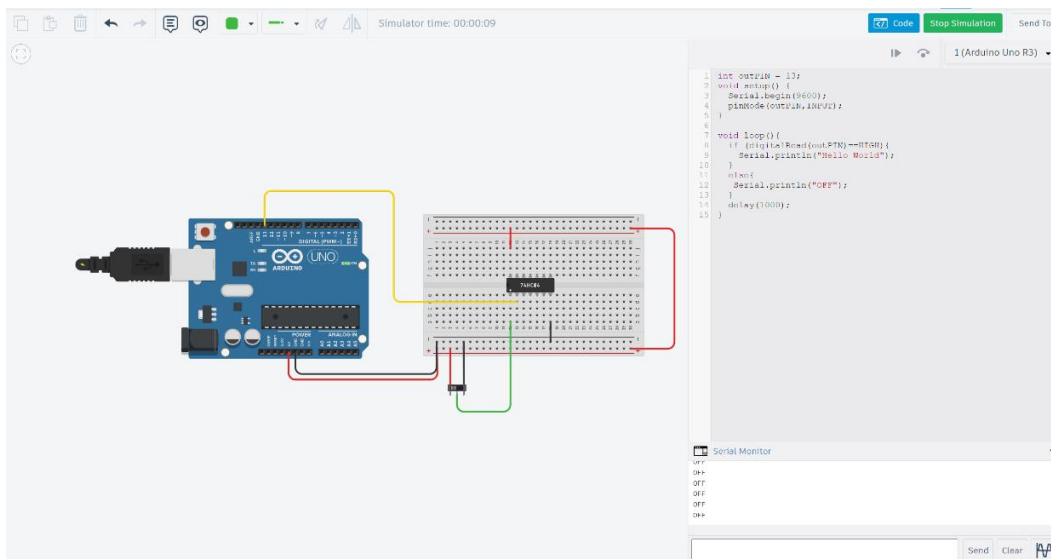 Simulator time: 00:00:09
Code
Stop Simulation
Send To
1 (Arduino Uno R3)
1 int outPIN = 13;
2 void setup() {
3 Serial.begin(9600);
4 pinMode(outPIN,INPUT);
5 }
6
7 void loop(){
8 if (digitalRead(outPIN)==HIGH){
9 Serial.println("Hello World");
10 }
11 else{
12 Serial.println("OFF");
13 }
14 delay(1000);
15 }
DIGITAL (PWM~)
UNO
ARDUINO
POWER
ANALOG IN
74HC04
Serial Monitor
OFF
OFF
OFF
OFF
OFF
OFF
Send
Clear